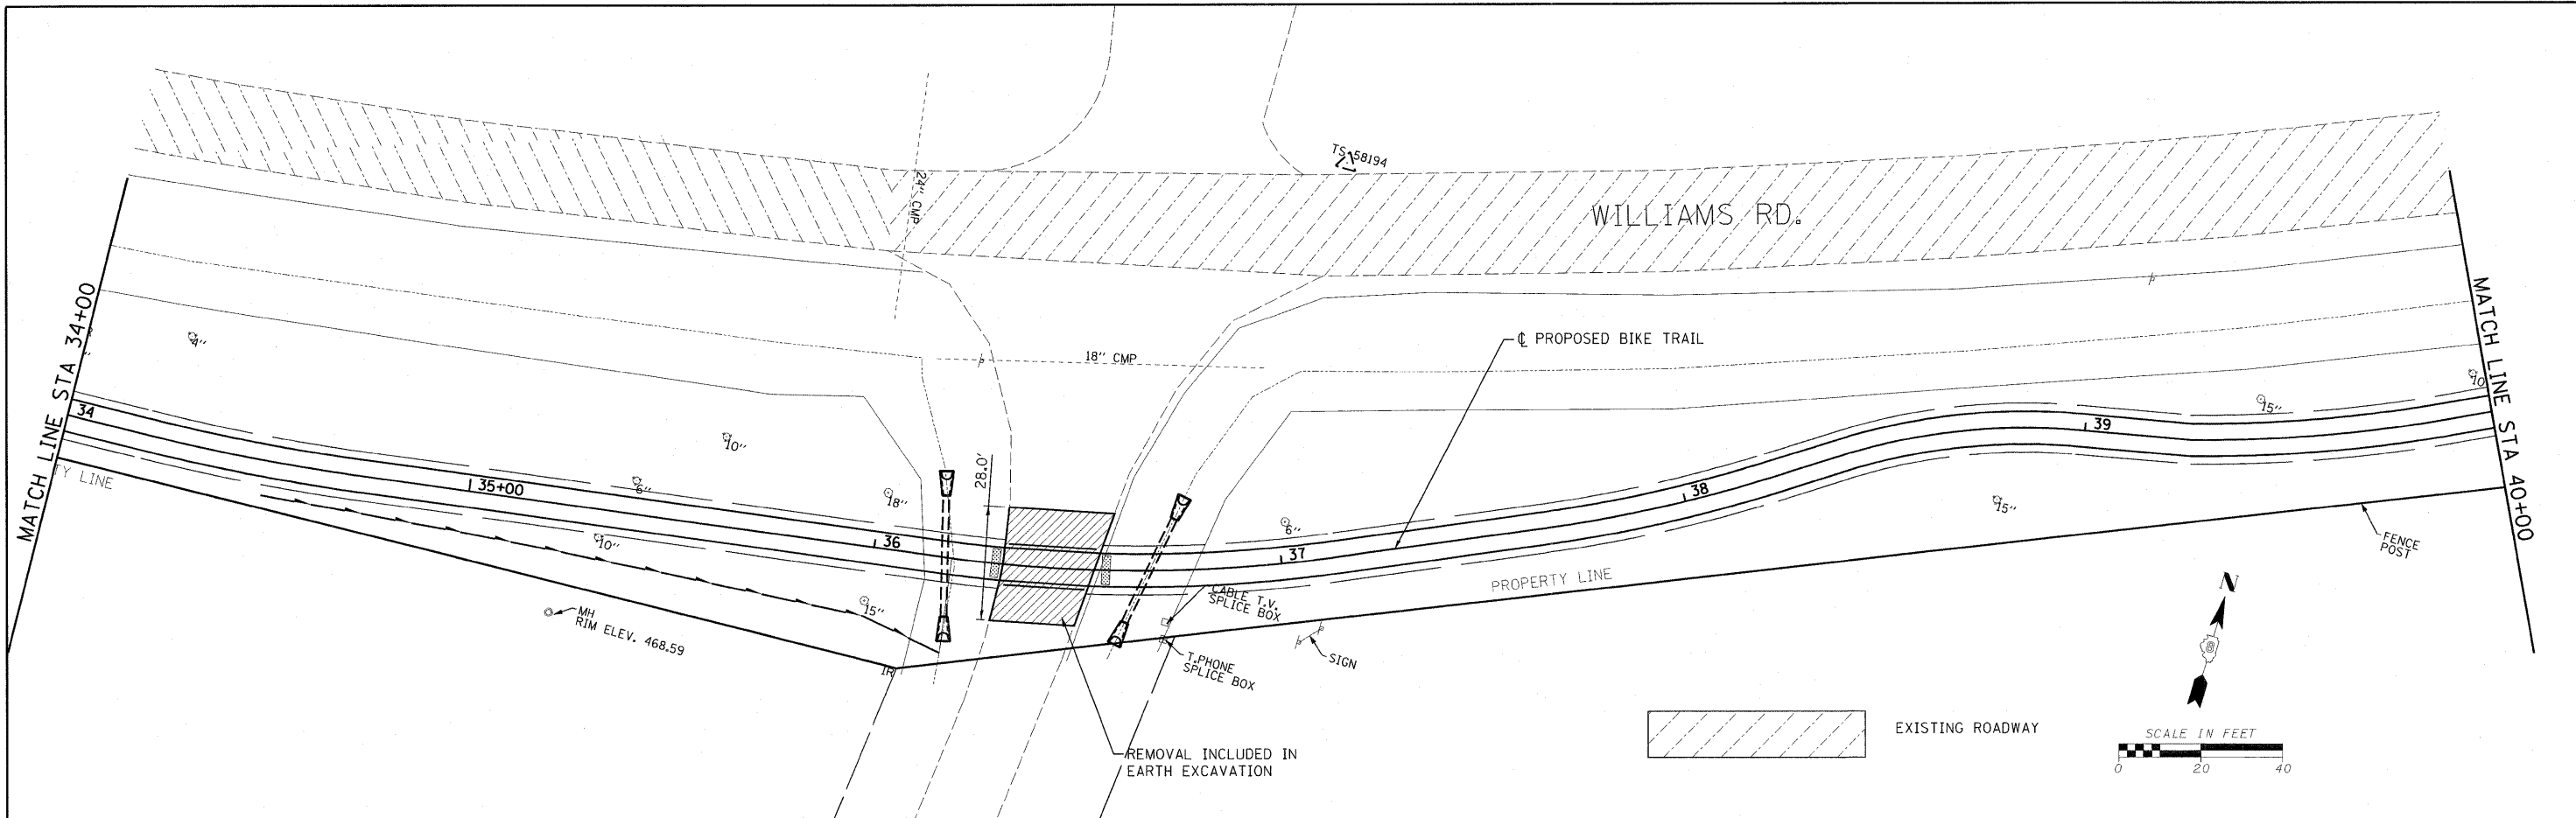 TS 58194
24" CMP
WILLIAMS RD.
MATCH LINE STA 34+00
MATCH LINE STA 40+00
18" CMP
℄ PROPOSED BIKE TRAIL
4"
10
15"
34
39
10"
TY LINE
35+00
6"
18"
28.0'
38
15"
36
10"
6"
37
FENCE
POST
PROPERTY LINE
CABLE T.V.
SPLICE BOX
15"
MH
RIM ELEV. 468.59
IR
T.PHONE
SPLICE BOX
SIGN
N
REMOVAL INCLUDED IN
EARTH EXCAVATION
EXISTING ROADWAY
SCALE IN FEET
0 20 40